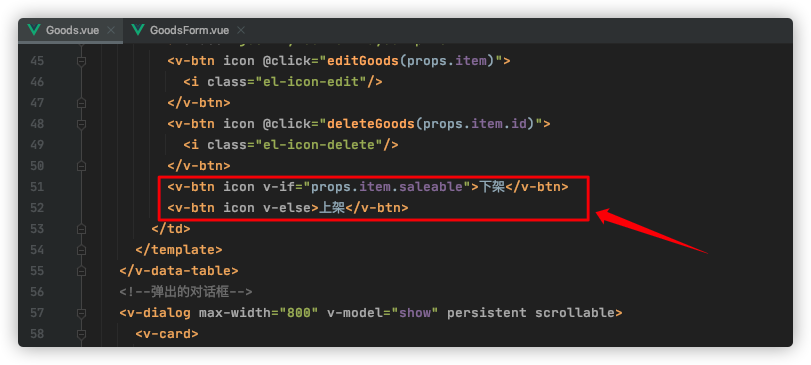 Goods.vue GoodsForm.vue
45 <v-btn icon @click="editGoods(props.item)">
46 <i class="el-icon-edit"/>
47 </v-btn>
48 <v-btn icon @click="deleteGoods(props.item.id)">
49 <i class="el-icon-delete"/>
50 </v-btn>
51 <v-btn icon v-if="props.item.saleable">下架</v-btn>
52 <v-btn icon v-else>上架</v-btn>
53 </td>
54 </template>
55 </v-data-table>
56 <!--弹出的对话框-->
57 <v-dialog max-width="800" v-model="show" persistent scrollable>
58 <v-card>